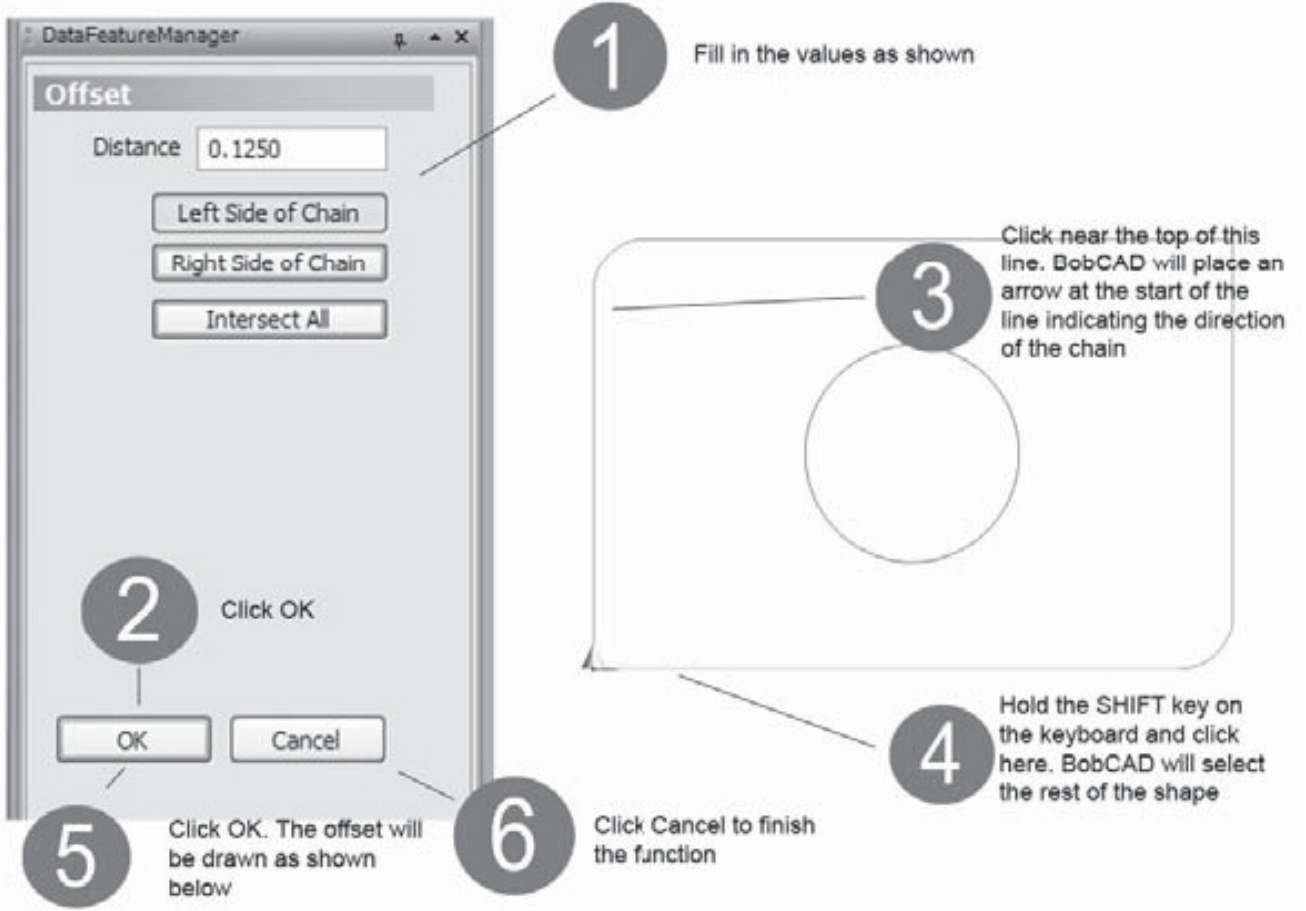 DataFeatureManager
Offset
Distance 0.1250
Left Side of Chain
Right Side of Chain
Intersect All
1
Fill in the values as shown
2
Click OK
OK
Cancel
3
Click near the top of this
line. BobCAD will place an
arrow at the start of the
line indicating the direction
of the chain
4
Hold the SHIFT key on
the keyboard and click
here. BobCAD will select
the rest of the shape
5
Click OK. The offset will
be drawn as shown
below
6
Click Cancel to finish
the function